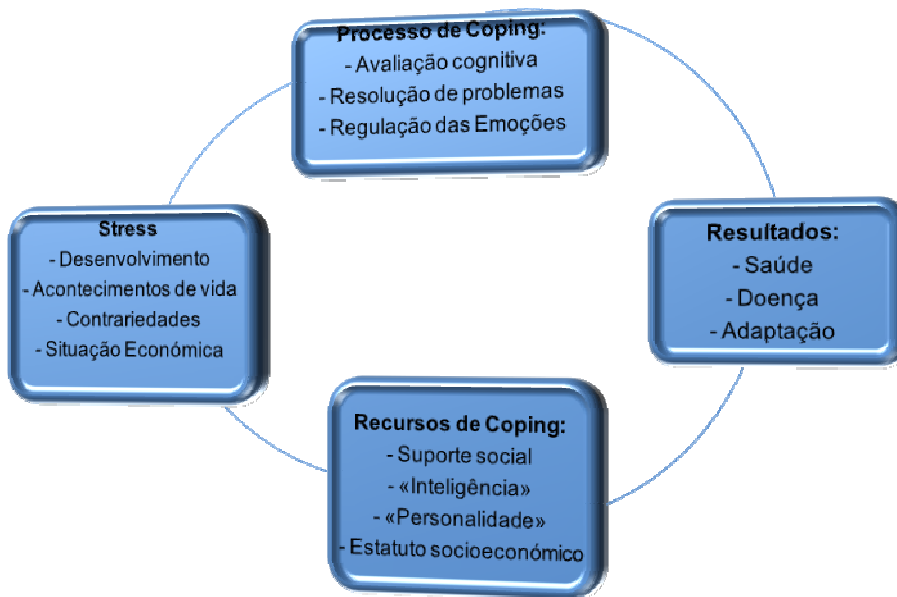 Processo de Coping:
- Avaliação cognitiva
- Resolução de problemas
- Regulação das Emoções
Stress
- Desenvolvimento
- Acontecimentos de vida
- Contrariedades
- Situação Económica
Resultados:
- Saúde
- Doença
- Adaptação
Recursos de Coping:
- Suporte social
- «Inteligência»
- «Personalidade»
- Estatuto socioeconómico